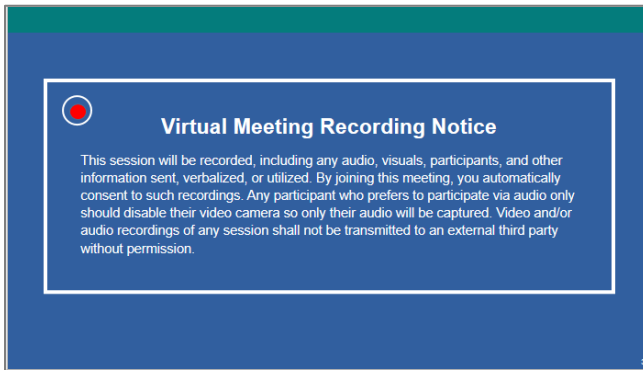 Virtual Meeting Recording Notice
This session will be recorded, including any audio, visuals, participants, and other
information sent, verbalized, or utilized. By joining this meeting, you automatically
consent to such recordings. Any participant who prefers to participate via audio only
should disable their video camera so only their audio will be captured. Video and/or
audio recordings of any session shall not be transmitted to an external third party
without permission.